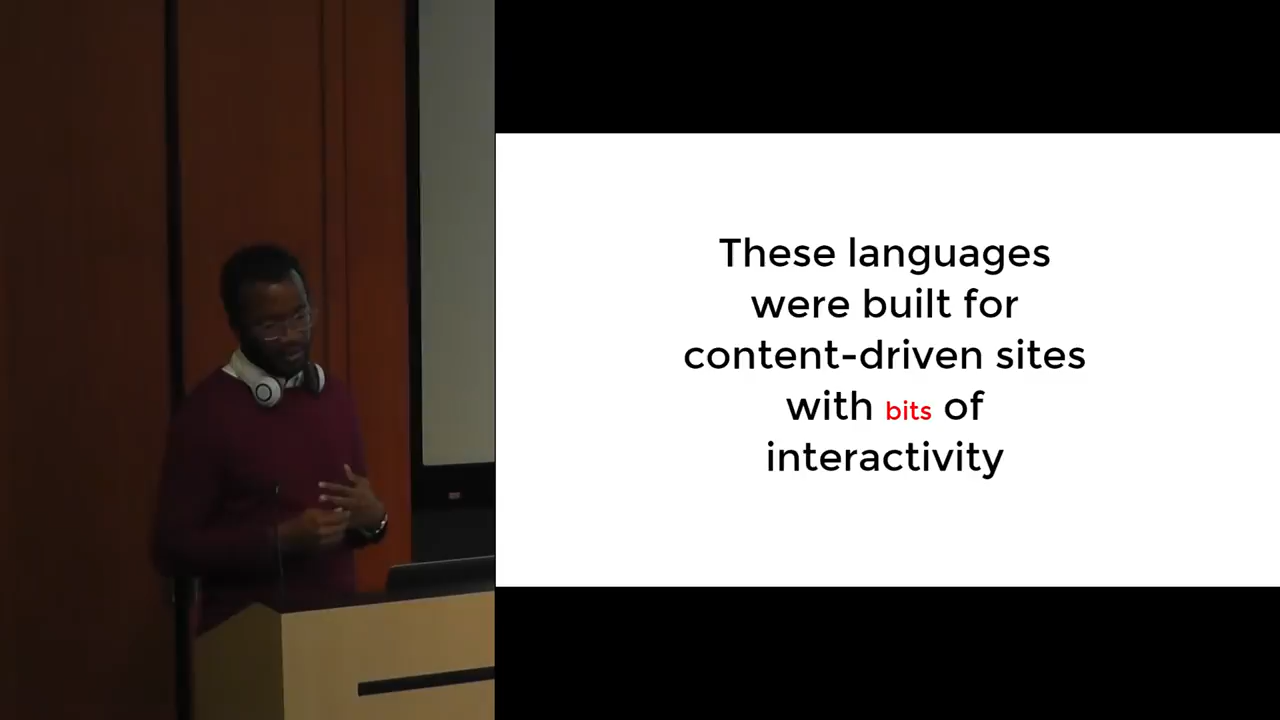 These languages
were built for
content-driven sites
with bits of
interactivity